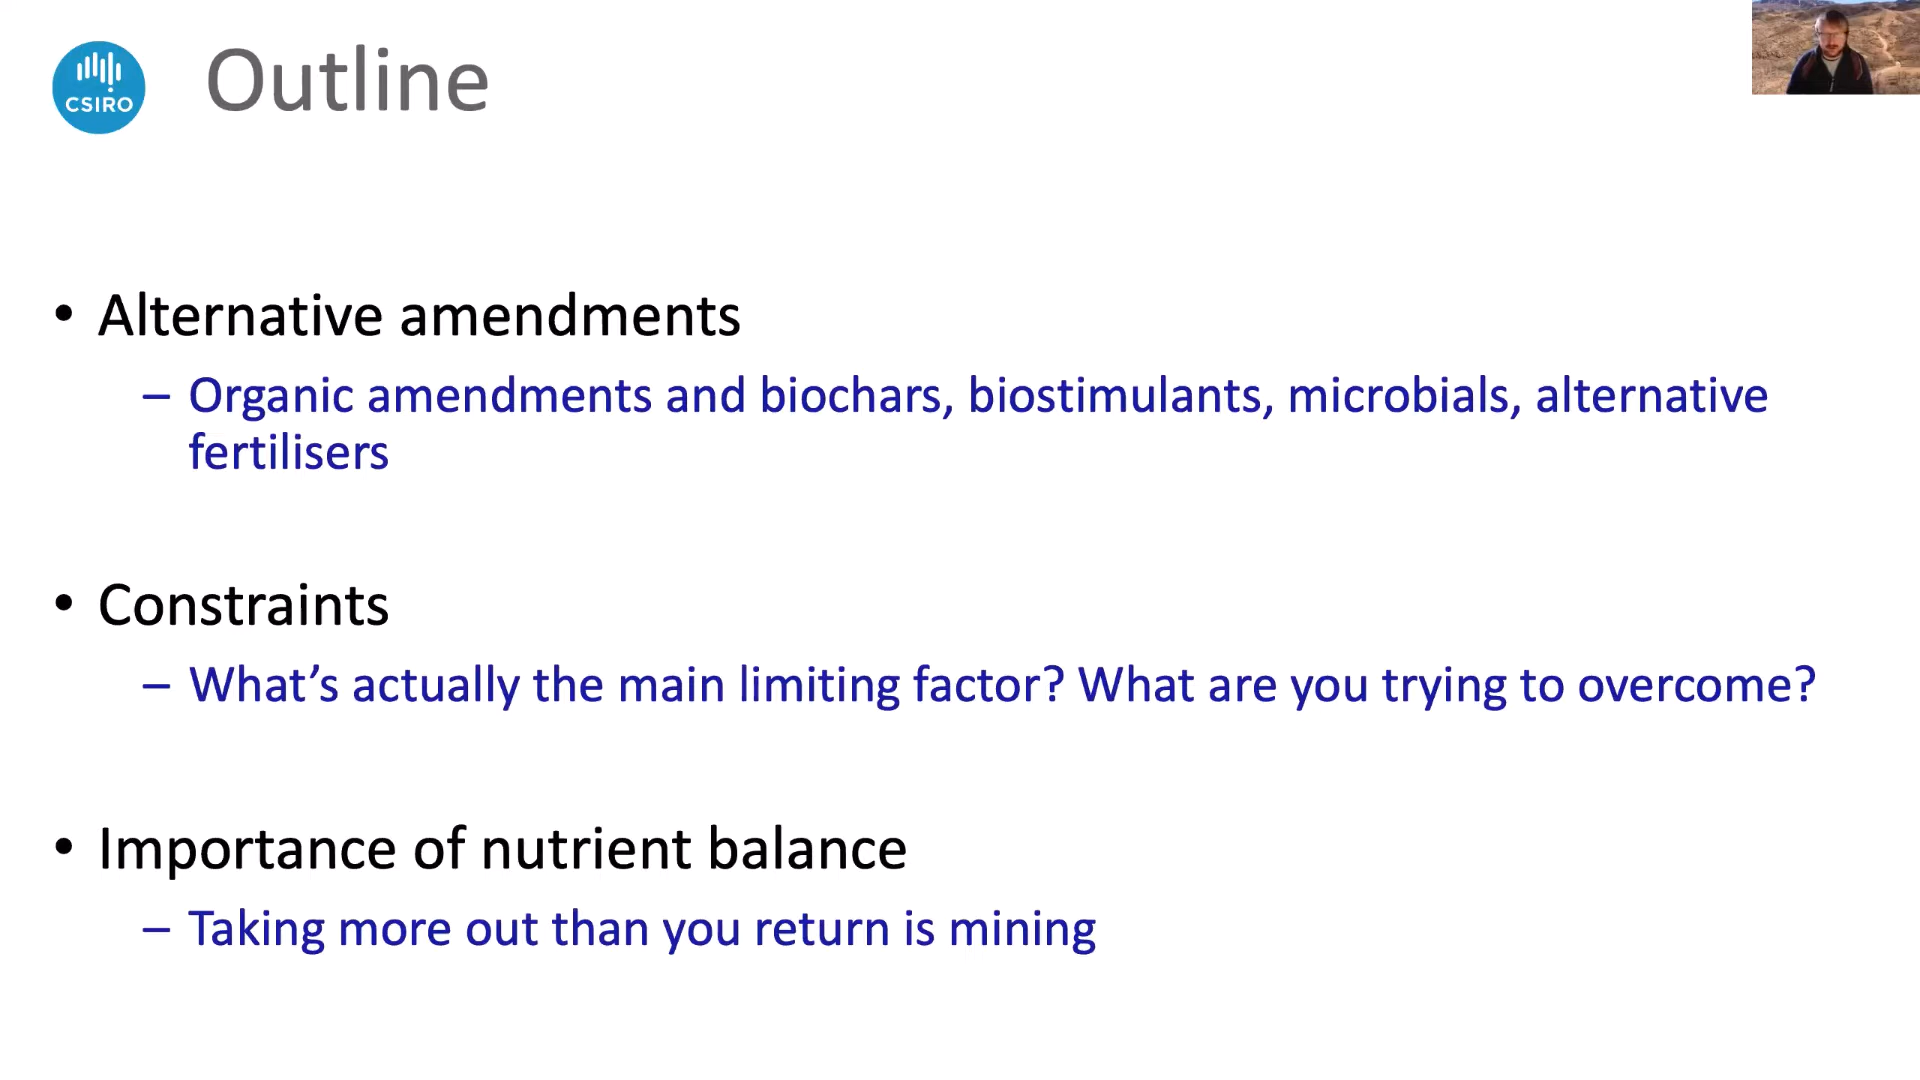 CSIRO
Outline
• Alternative amendments
– Organic amendments and biochars, biostimulants, microbials, alternative
fertilisers
• Constraints
– What’s actually the main limiting factor? What are you trying to overcome?
• Importance of nutrient balance
– Taking more out than you return is mining